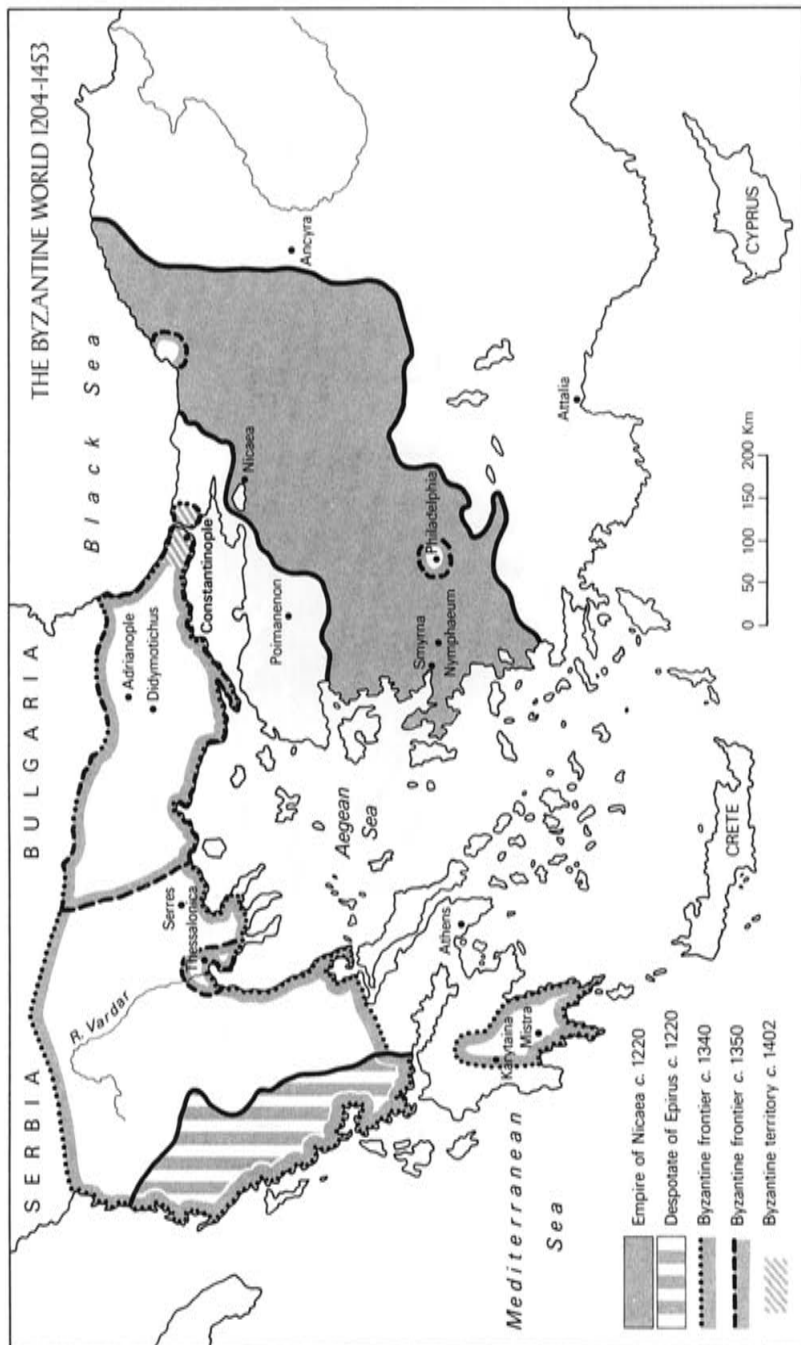 THE BYZANTINE WORLD 1204-1453
SERBIA
BULGARIA
Black Sea
R. Vardar
Adrianople
Didymotichus
Constantinople
Serres
Thessalonica
Nicaea
Poimanenon
Ancyra
Aegean
Sea
Smyrna
Nymphaeum
Philadelphia
Athens
Karytaina
Mistra
Attalia
Mediterranean
Sea
CRETE
CYPRUS
Empire of Nicaea c. 1220
Despotate of Epirus c. 1220
Byzantine frontier c. 1340
Byzantine frontier c. 1350
Byzantine territory c. 1402
0 50 100 150 200 Km